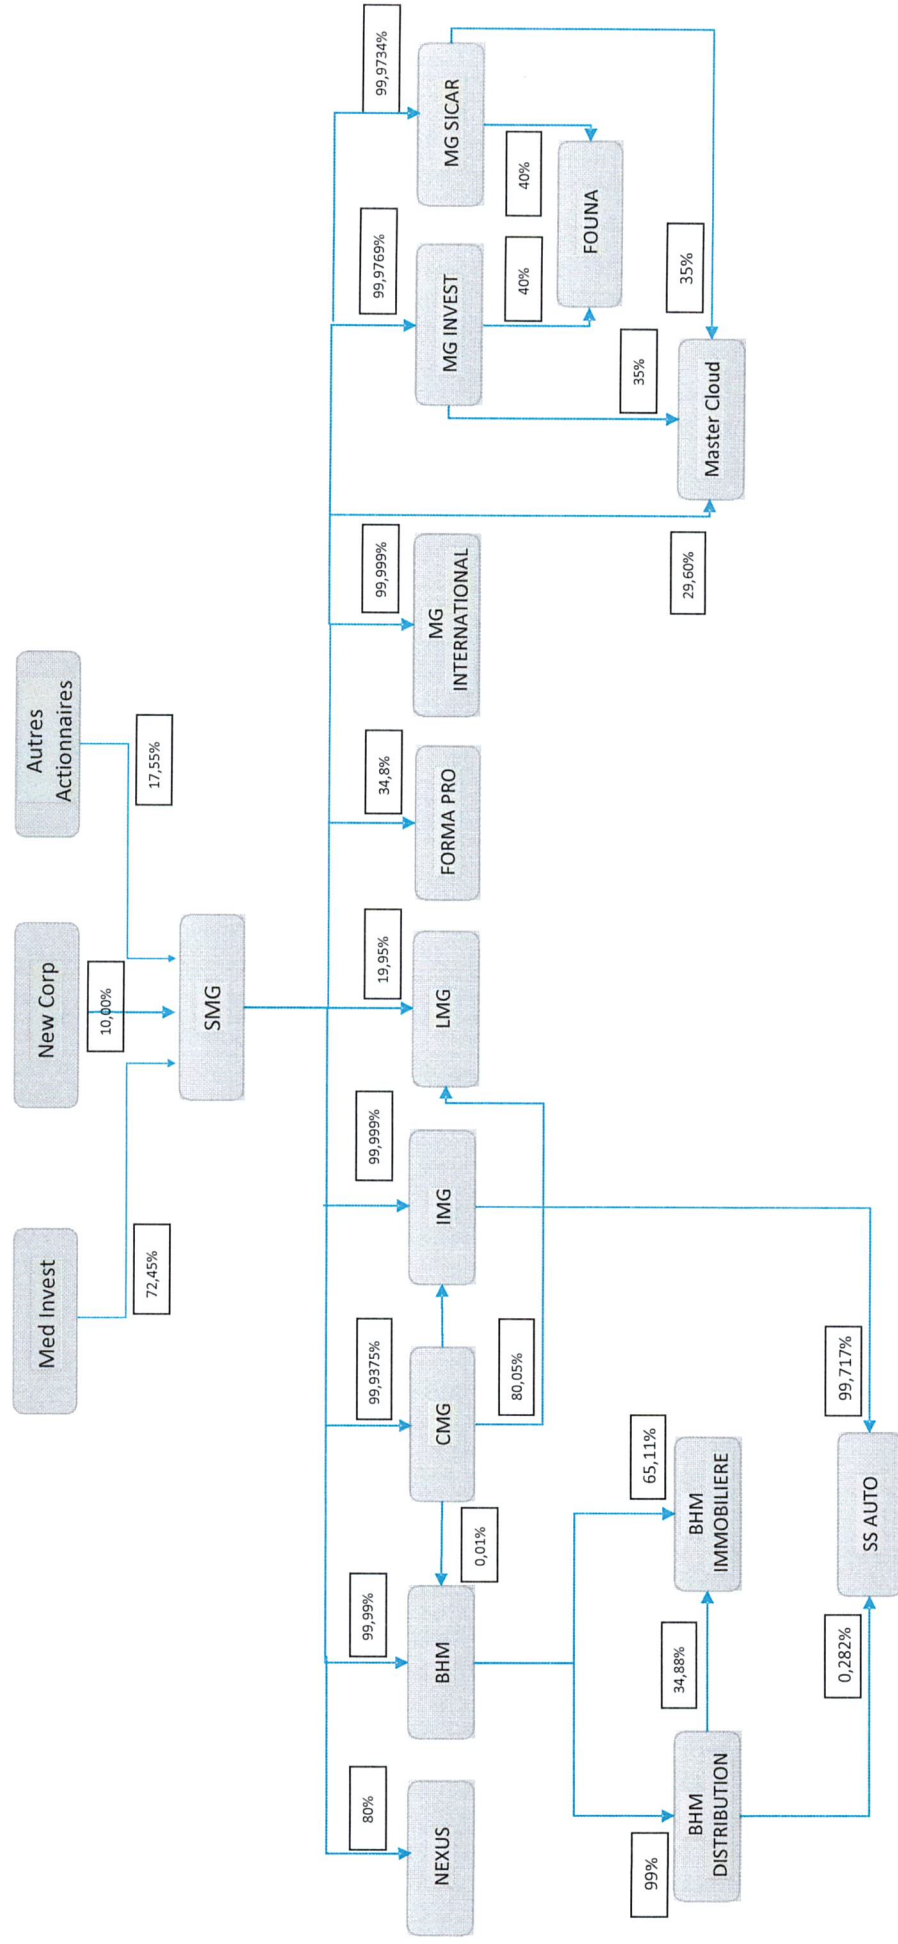 Med Invest
New Corp
Autres
Actionnaires
72,45%
10,00%
17,55%
SMG
80%
99,99%
99,9375%
99,999%
19,95%
34,8%
99,999%
99,9769%
99,9734%
NEXUS
BHM
CMG
IMG
LMG
FORMA PRO
MG
INTERNATIONAL
MG INVEST
MG SICAR
0,01%
80,05%
40%
40%
FOUNA
99%
34,88%
65,11%
29,60%
35%
35%
BHM
DISTRIBUTION
BHM
IMMOBILIERE
Master Cloud
0,282%
99,717%
SS AUTO